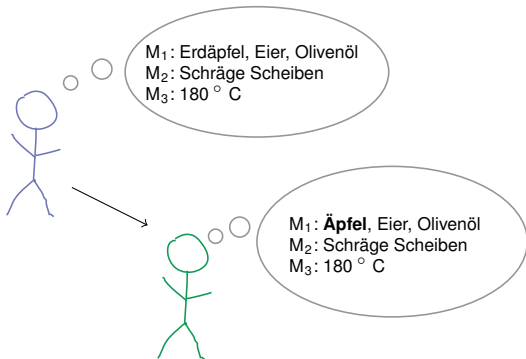 M₁: Erdäpfel, Eier, Olivenöl
M₂: Schräge Scheiben
M₃: 180 ° C
M₁: Äpfel, Eier, Olivenöl
M₂: Schräge Scheiben
M₃: 180 ° C